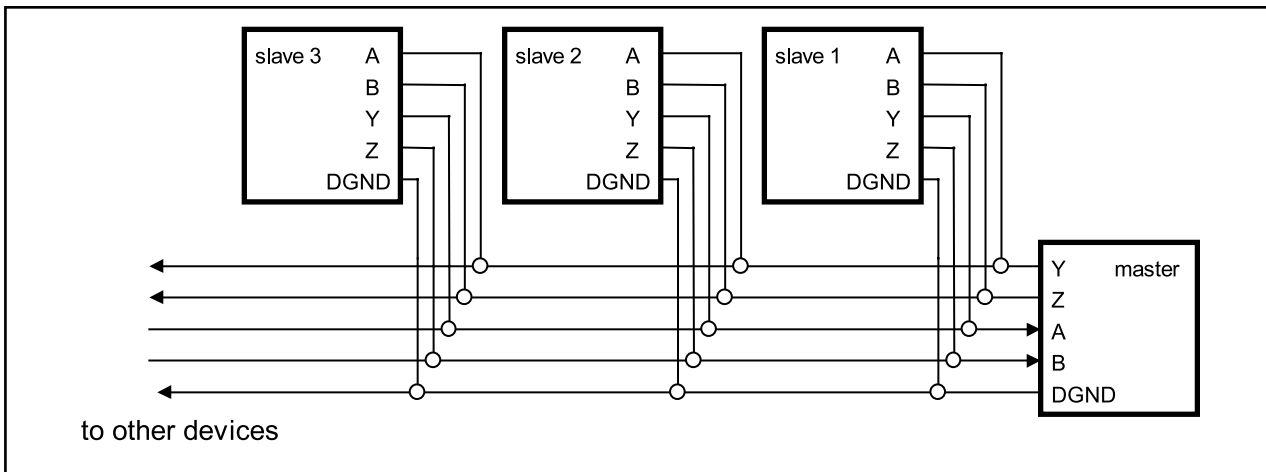 slave 3 A
B
Y
Z
DGND
slave 2 A
B
Y
Z
DGND
slave 1 A
B
Y
Z
DGND
Y master
Z
A
B
DGND
to other devices